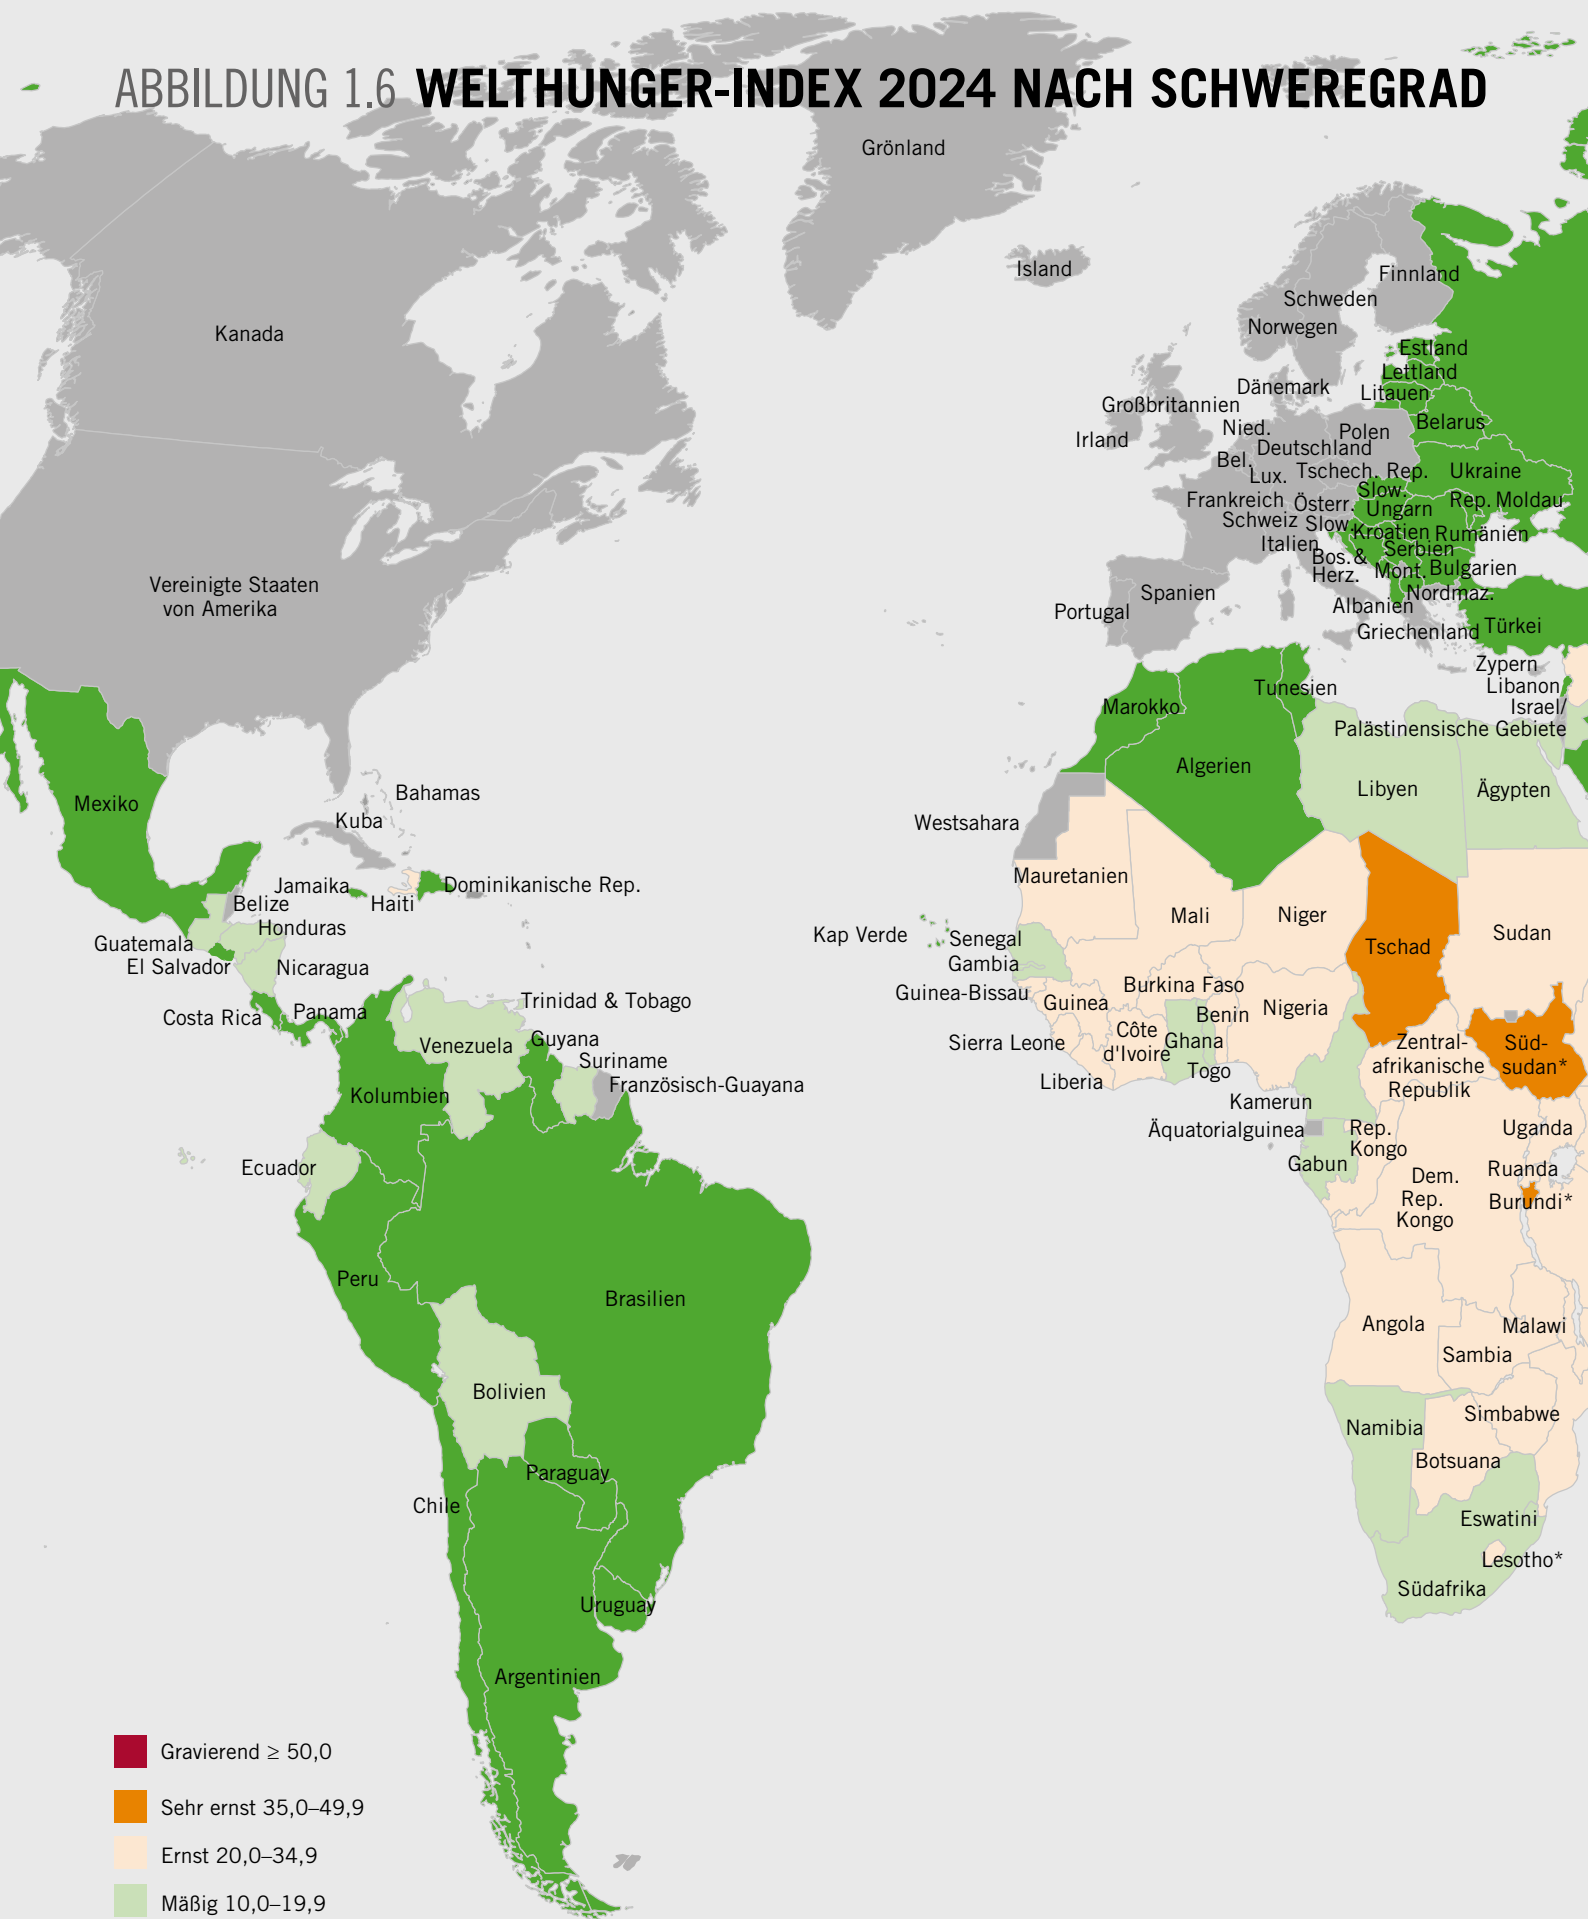 ABBILDUNG 1.6 WELTHUNGER-INDEX 2024 NACH SCHWEREGRAD
Grönland
Island
Finnland
Schweden
Norwegen
Kanada
Estland
Lettland
Litauen
Dänemark
Großbritannien
Belarus
Nied.
Polen
Irland
Deutschland
Bel.
Tschech. Rep.
Ukraine
Lux.
Slow.
Frankreich
Österr.
Rep. Moldau
Ungarn
Schweiz
Slow.
Kroatien
Rumänien
Italien
Serbien
Bos. &
Herz.
Mont.
Bulgarien
Vereinigte Staaten
von Amerika
Spanien
Nordmaz.
Portugal
Albanien
Griechenland
Türkei
Zypern
Libanon
Israel/
Palästinensische Gebiete
Tunesien
Marokko
Algerien
Libyen
Ägypten
Bahamas
Mexiko
Kuba
Westsahara
Mauretanien
Jamaika
Dominikanische Rep.
Belize
Haiti
Honduras
Guatemala
El Salvador
Nicaragua
Mali
Niger
Kap Verde
Senegal
Tschad
Sudan
Gambia
Burkina Faso
Guinea-Bissau
Guinea
Nigeria
Benin
Trinidad & Tobago
Panama
Costa Rica
Guyana
Venezuela
Suriname
Französisch-Guayana
Kolumbien
Sierra Leone
Côte
d'Ivoire
Ghana
Zentral-
afrikanische
Republik
Süd-
sudan*
Liberia
Togo
Kamerun
Äquatorialguinea
Rep.
Kongo
Uganda
Ecuador
Gabun
Ruanda
Dem.
Rep.
Kongo
Burundi*
Peru
Brasilien
Angola
Malawi
Sambia
Bolivien
Simbabwe
Namibia
Botsuana
Paraguay
Chile
Eswatini
Lesotho*
Südafrika
Uruguay
Argentinien
Gravierend ≥ 50,0
Sehr ernst 35,0–49,9
Ernst 20,0–34,9
Mäßig 10,0–19,9